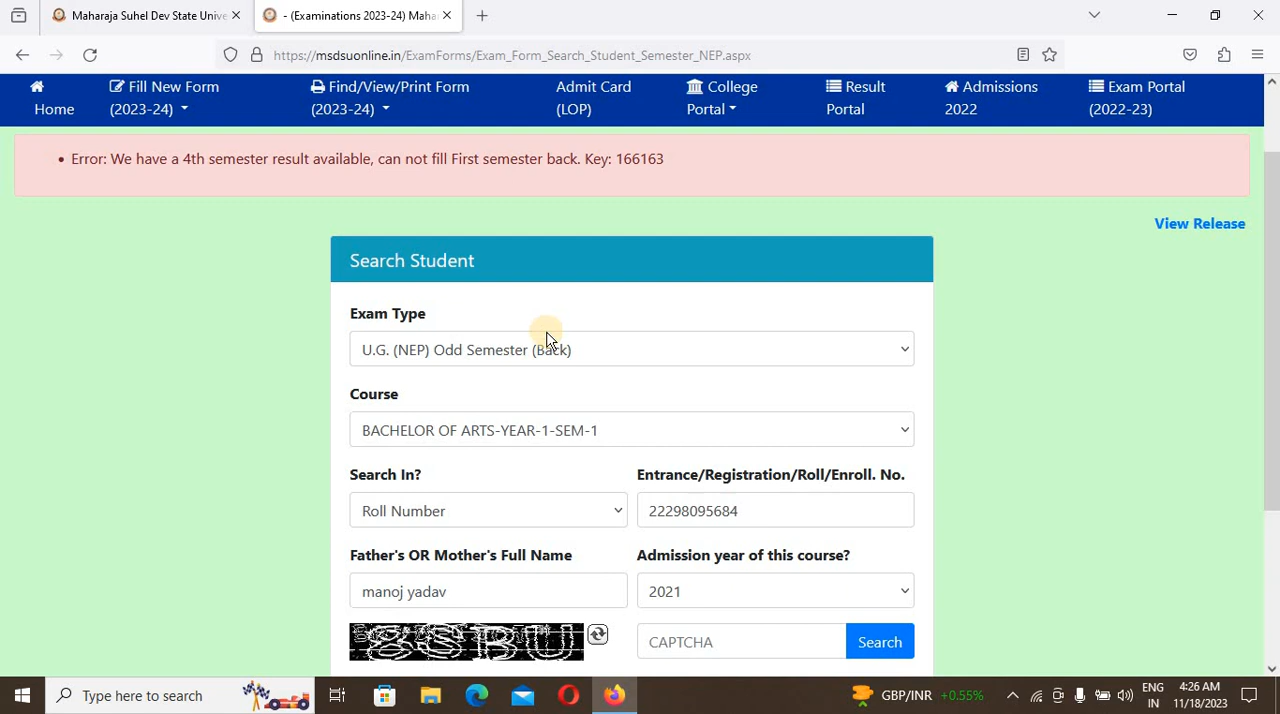 Maharaja Suhel Dev State Unive
- (Examinations 2023-24) Maha
https://msdsuonline.in/ExamForms/Exam_Form_Search_Student_Semester_NEP.aspx
Home
Fill New Form (2023-24)
Find/View/Print Form (2023-24)
Admit Card (LOP)
College Portal
Result Portal
Admissions 2022
Exam Portal (2022-23)
• Error: We have a 4th semester result available, can not fill First semester back. Key: 166163
View Release
Search Student
Exam Type
U.G. (NEP) Odd Semester (Back)
Course
BACHELOR OF ARTS-YEAR-1-SEM-1
Search In?
Entrance/Registration/Roll/Enroll. No.
Roll Number
22298095684
Father's OR Mother's Full Name
Admission year of this course?
manoj yadav
2021
CAPTCHA
Search
Type here to search
GBP/INR +0.55%
ENG
IN
4:26 AM
11/18/2023